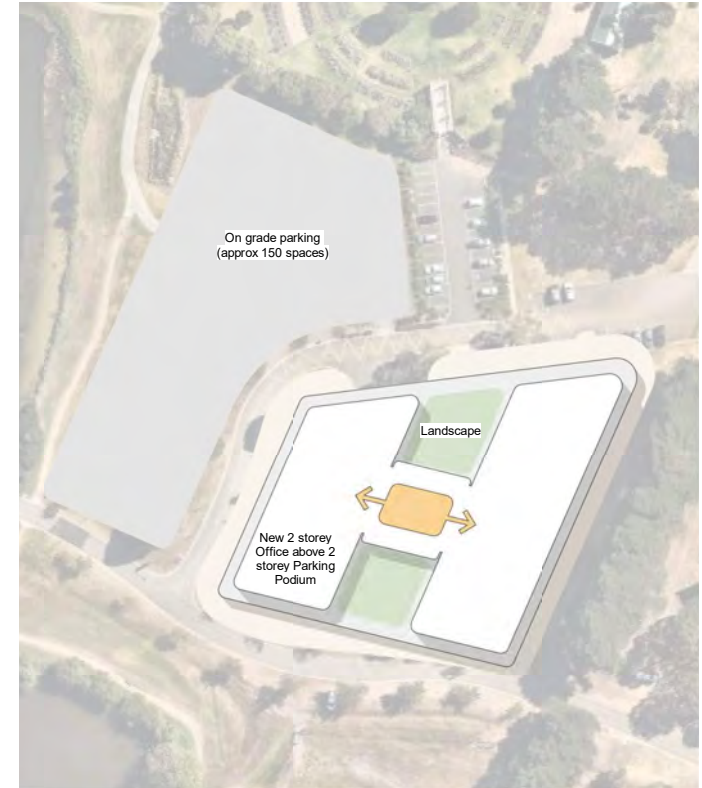 On grade parking
(approx 150 spaces)
Landscape
New 2 storey
Office above 2
storey Parking
Podium